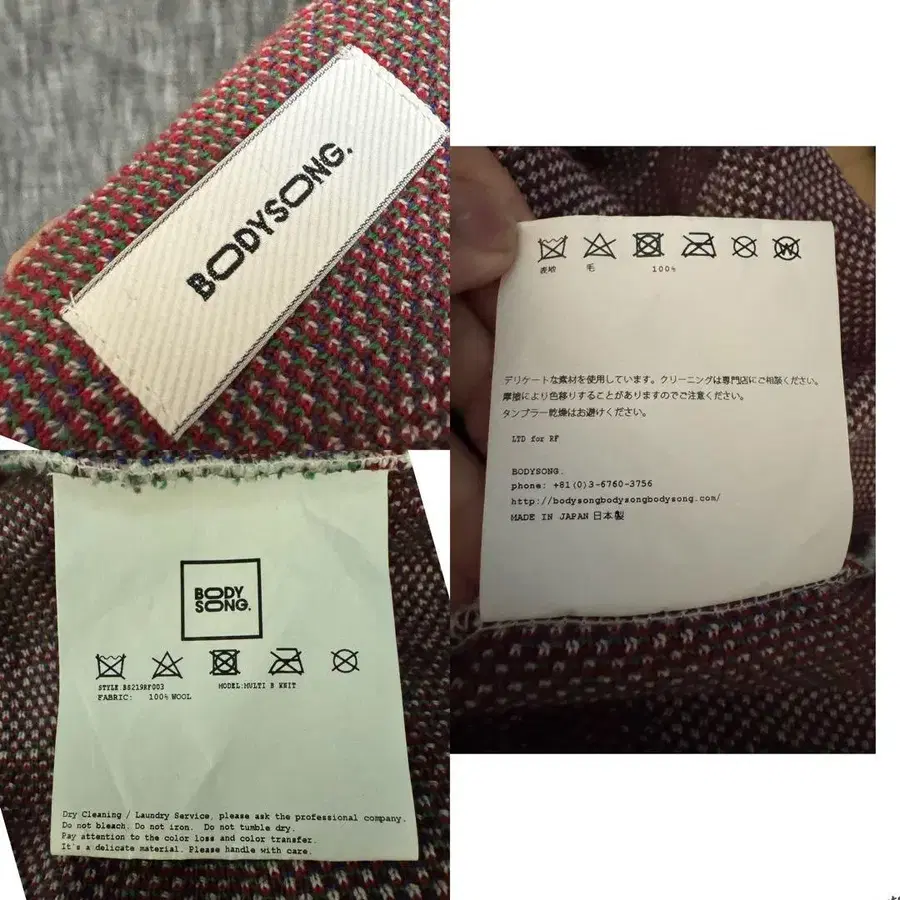 BODYSONG.
表地 毛 100%
デリケートな素材を使用しています。クリーニングは専門店にご相談ください。
摩擦により色移りすることがありますのでご注意ください。
タンブラー乾燥はお避けください。
LTD for RF
BODYSONG.
phone: +81(0)3-6760-3756
http://bodysongbodysongbodysong.com/
MADE IN JAPAN 日本製
BODY
SONG.
STYLE:BS219RF003 MODEL:MULTI B KNIT
FABRIC: 100% WOOL
Dry Cleaning / Laundry Service, please ask the professional company.
Do not bleach. Do not iron. Do not tumble dry.
Pay attention to the color loss and color transfer.
It's a delicate material. Please handle with care.